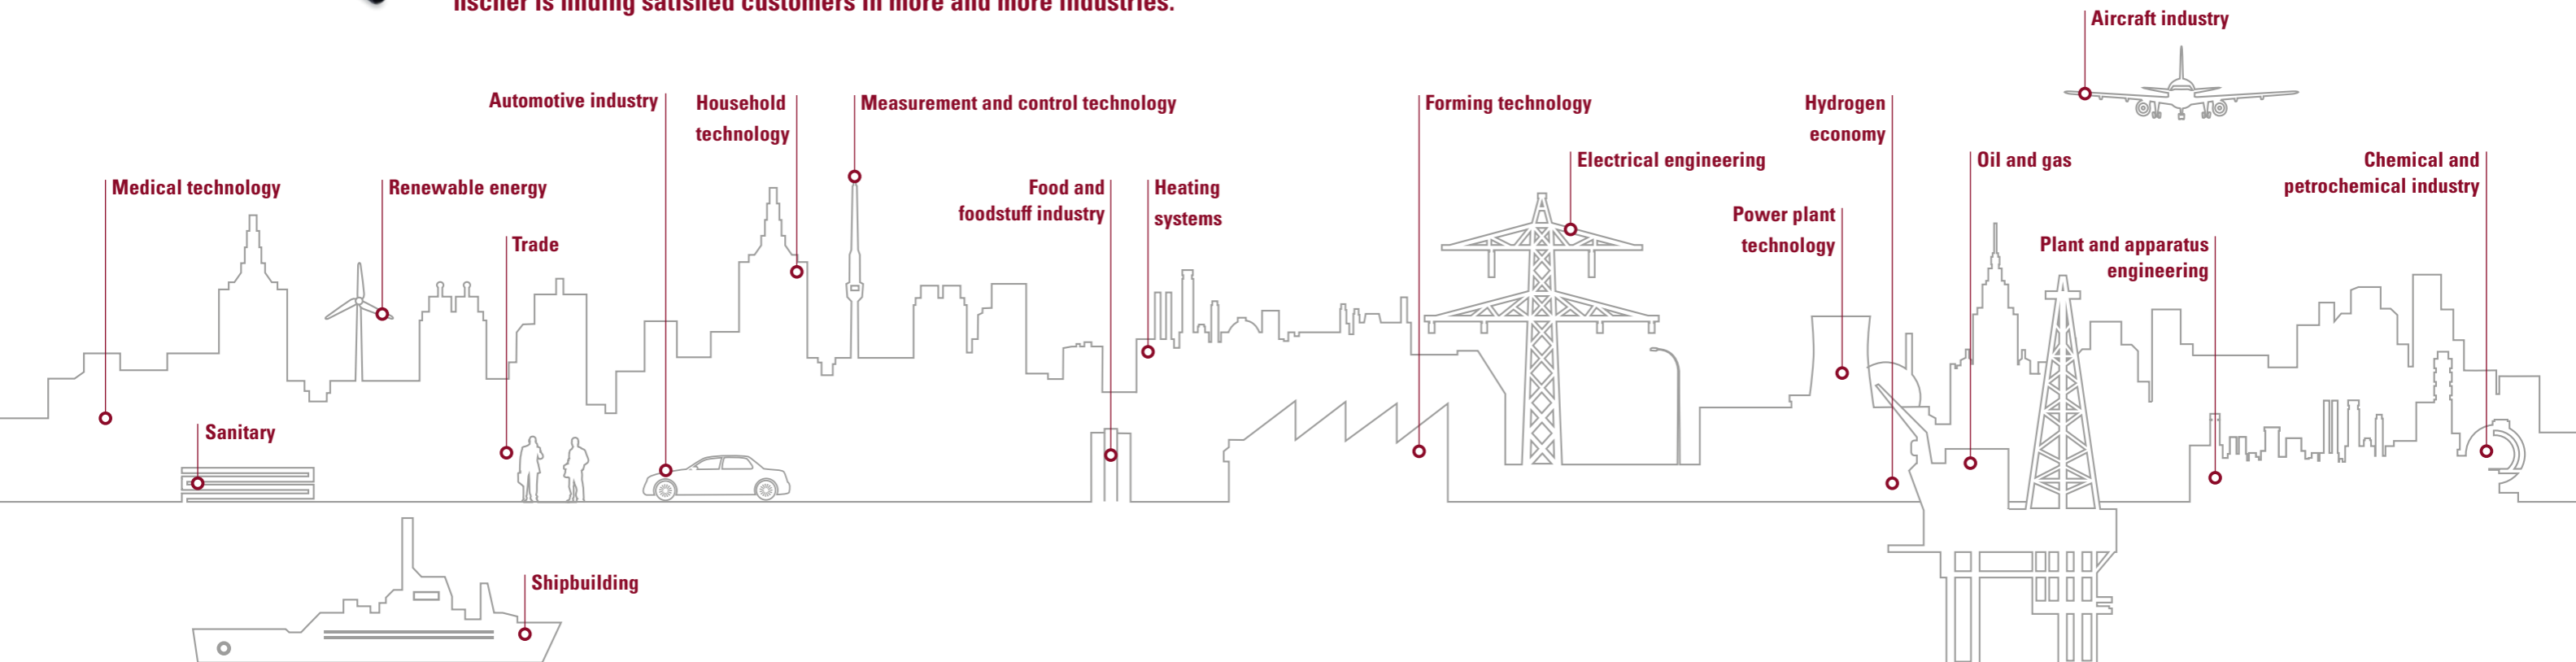 fischer is finding satisfied customers in more and more industries.
Aircraft industry
Automotive industry
Household
technology
Measurement and control technology
Forming technology
Hydrogen
economy
Electrical engineering
Oil and gas
Chemical and
petrochemical industry
Medical technology
Renewable energy
Food and
foodstuff industry
Heating
systems
Power plant
technology
Trade
Plant and apparatus
engineering
Sanitary
Shipbuilding